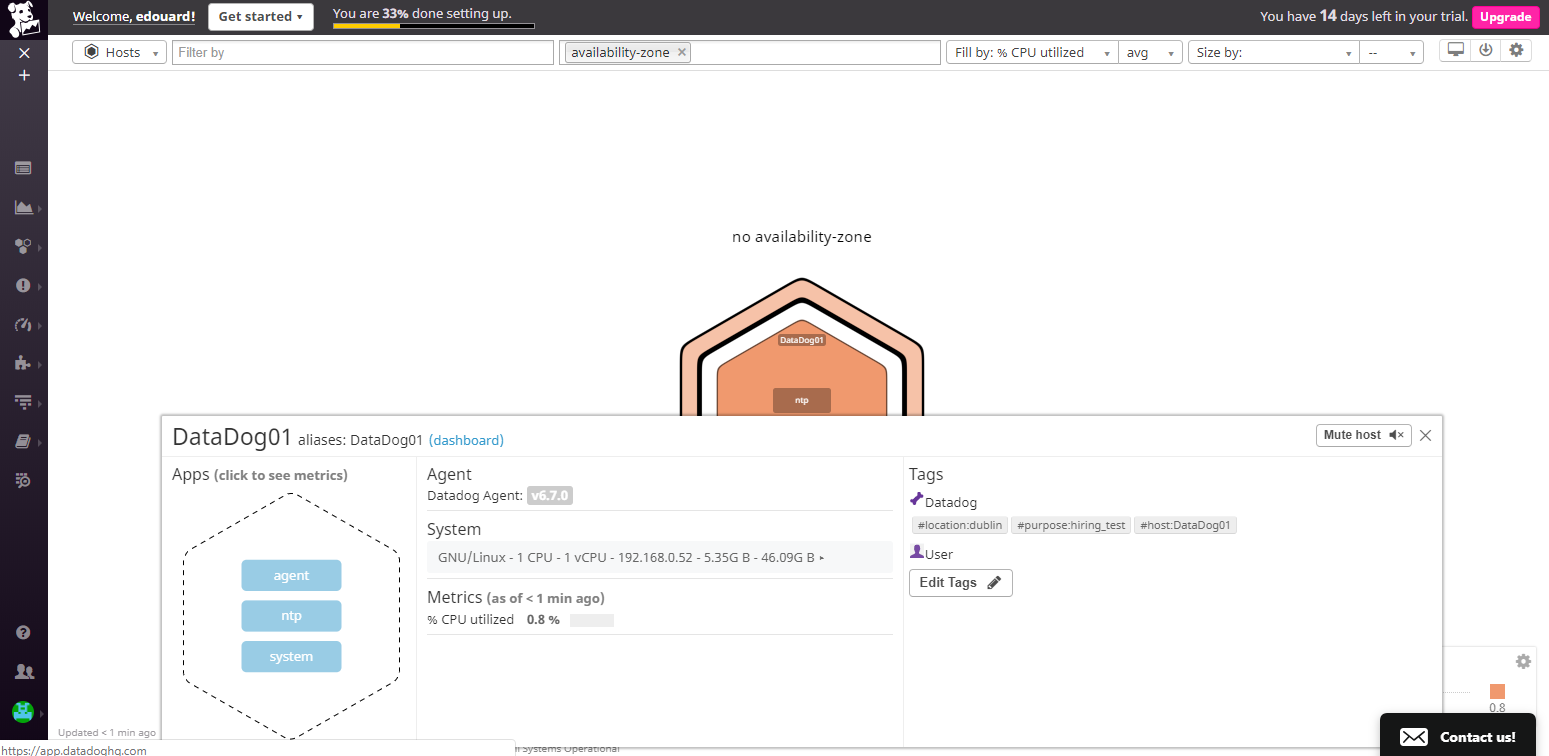 Welcome, edouard!
Get started
You are 33% done setting up.
You have 14 days left in your trial.
Upgrade
Hosts
Filter by
availability-zone ×
Fill by: % CPU utilized
avg
Size by:
--
no availability-zone
DataDog01
ntp
DataDog01 aliases: DataDog01 (dashboard)
Mute host
Apps (click to see metrics)
agent
ntp
system
Agent
Datadog Agent: v6.7.0
System
GNU/Linux - 1 CPU - 1 vCPU - 192.168.0.52 - 5.35G B - 46.09G B
Metrics (as of < 1 min ago)
% CPU utilized 0.8 %
Tags
Datadog
#location:dublin #purpose:hiring_test #host:DataDog01
User
Edit Tags
0.8
Updated < 1 min ago
Contact us!
https://app.datadoghq.com
Systems Operational